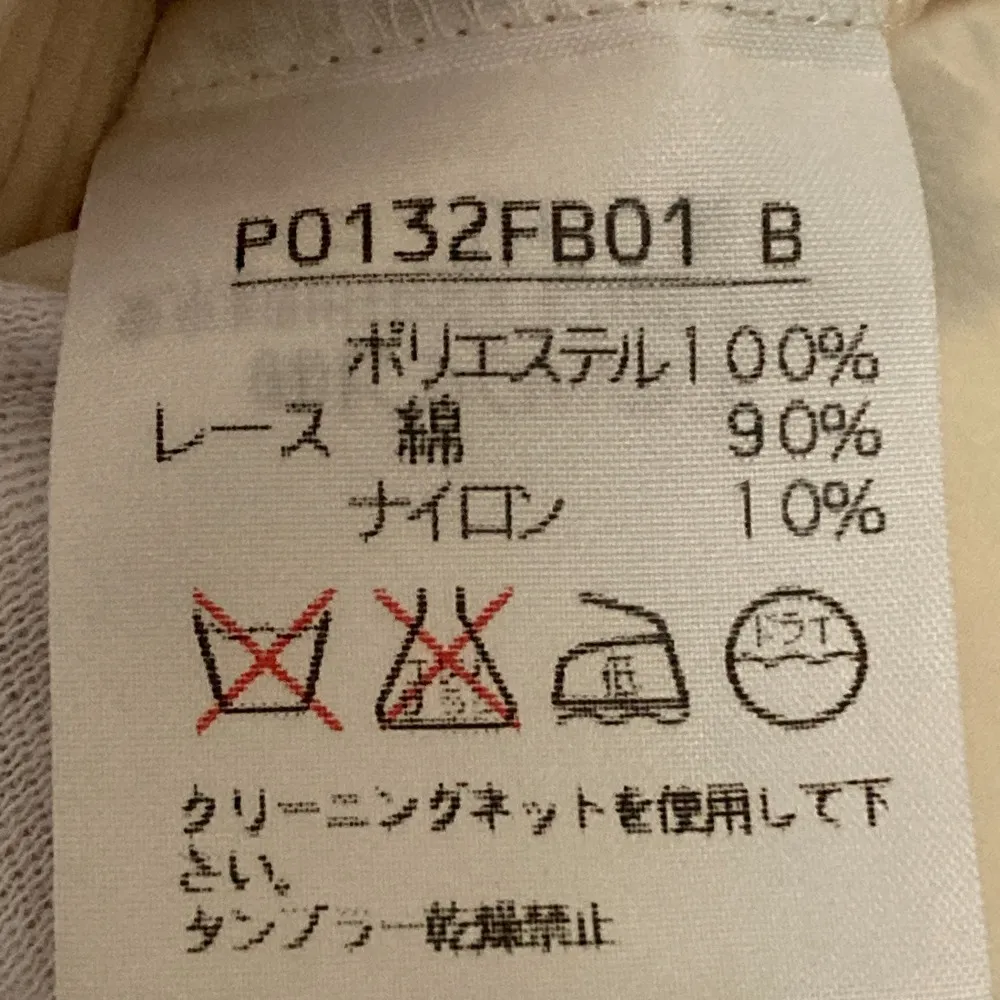 P0132FB01 B
ポリエステル100%
レース 綿 90%
ナイロン 10%
低
ドライ
クリーニングネットを使用して下
さい。
タンブラー乾燥禁止